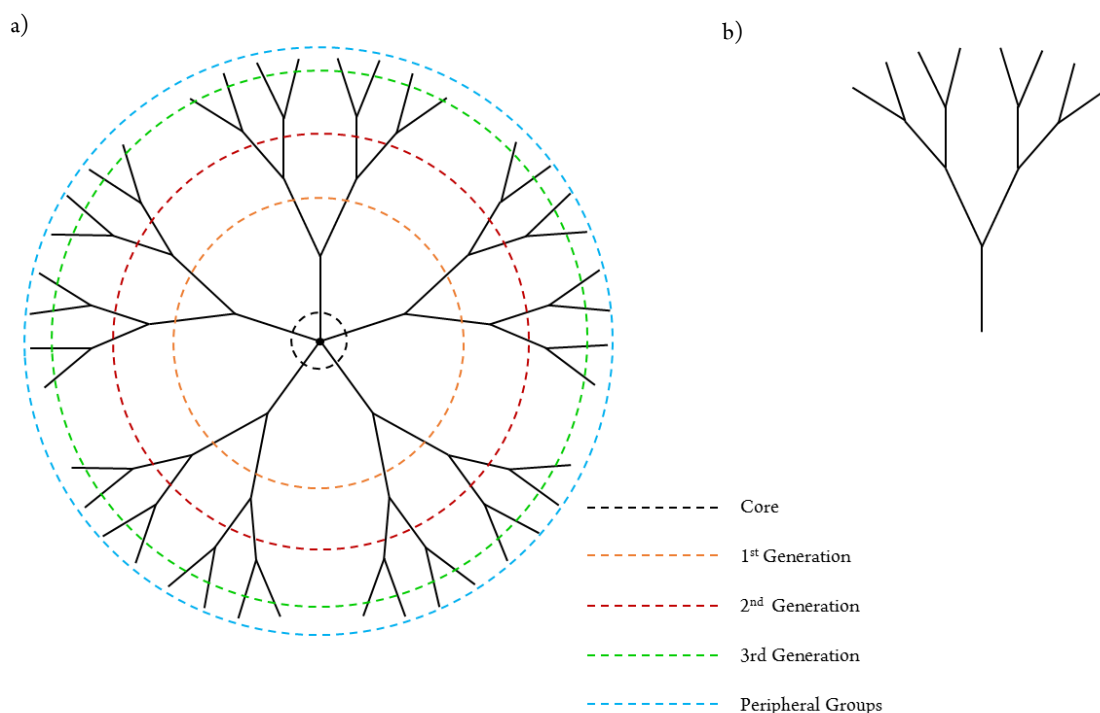 a)
b)
Core
1st Generation
2nd Generation
3rd Generation
Peripheral Groups